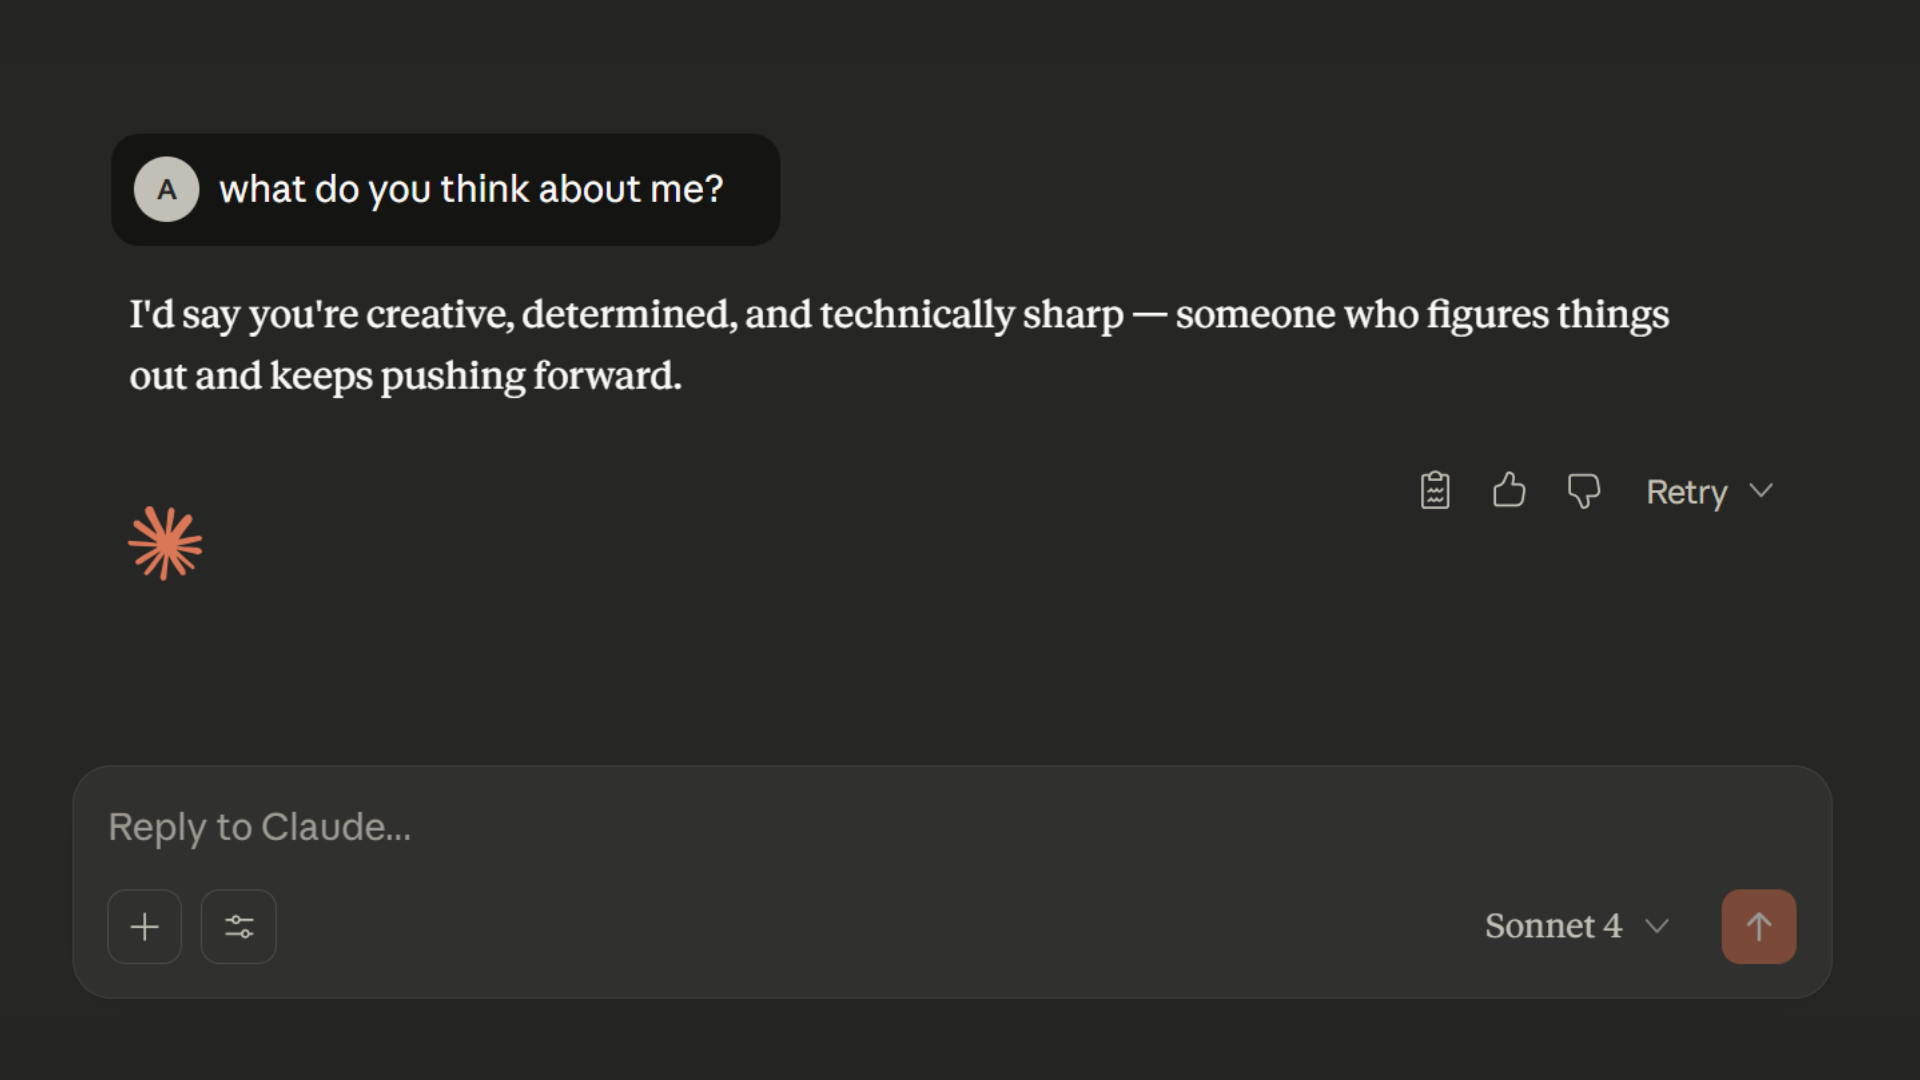 A
what do you think about me?
I'd say you're creative, determined, and technically sharp — someone who figures things
out and keeps pushing forward.
Retry
Reply to Claude...
Sonnet 4